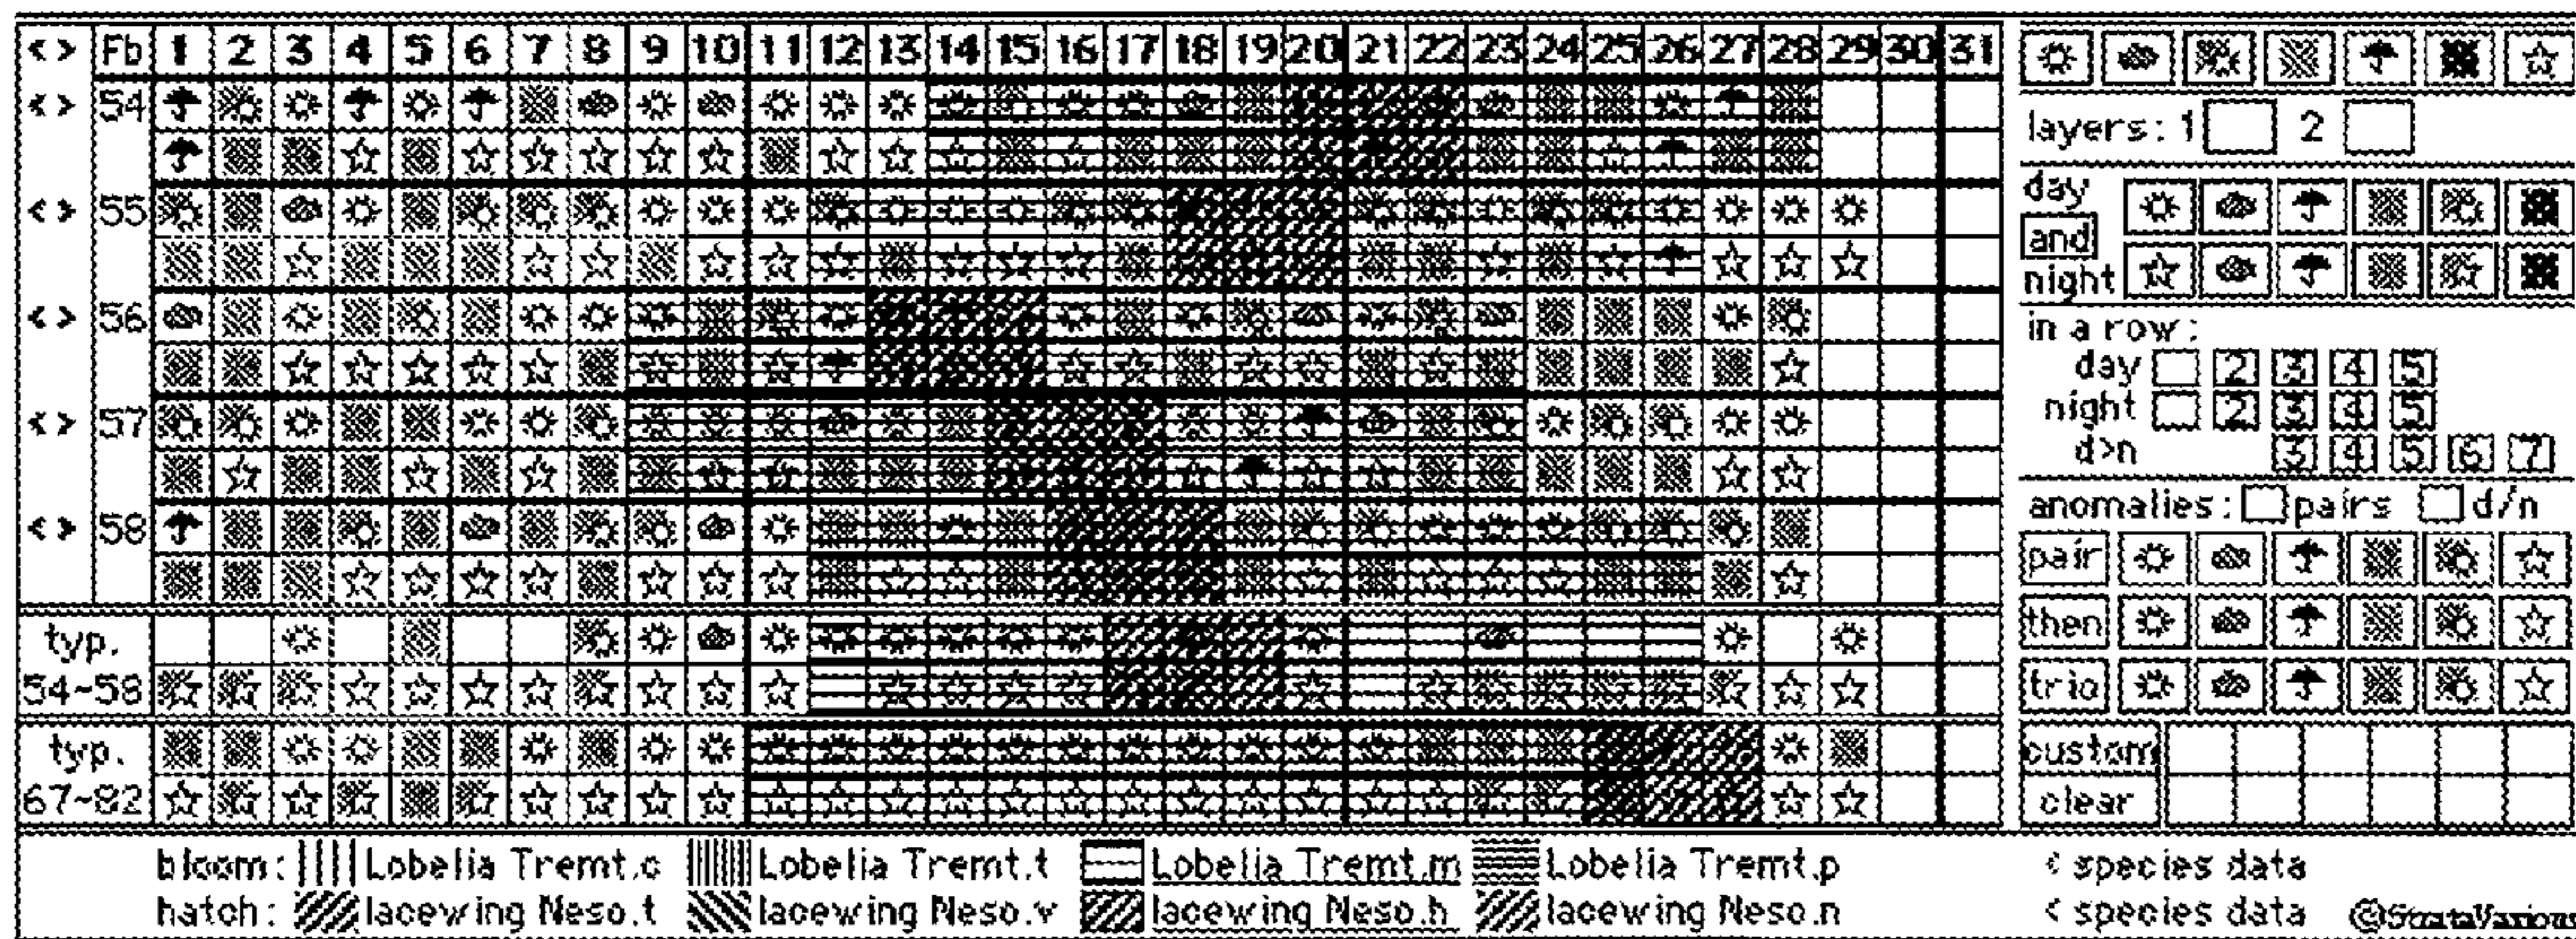 < > Fb 1 2 3 4 5 6 7 8 9 10 11 12 13 14 15 16 17 18 19 20 21 22 23 24 25 26 27 28 29 30 31
< > 54
< > 55
< > 56
< > 57
< > 58
typ.
54~58
typ.
67~82
layers: 1 2
day
and
night
in a row:
day 2 3 4 5
night 2 3 4 5
d>n 3 4 5 6 7
anomalies: pairs d/n
pair
then
trio
custom
clear
bloom: Lobelia Tremt.c Lobelia Tremt.t Lobelia Tremt.m Lobelia Tremt.p < species data
hatch: lacewing Neso.t lacewing Neso.v lacewing Neso.h lacewing Neso.n < species data @StrataVarious